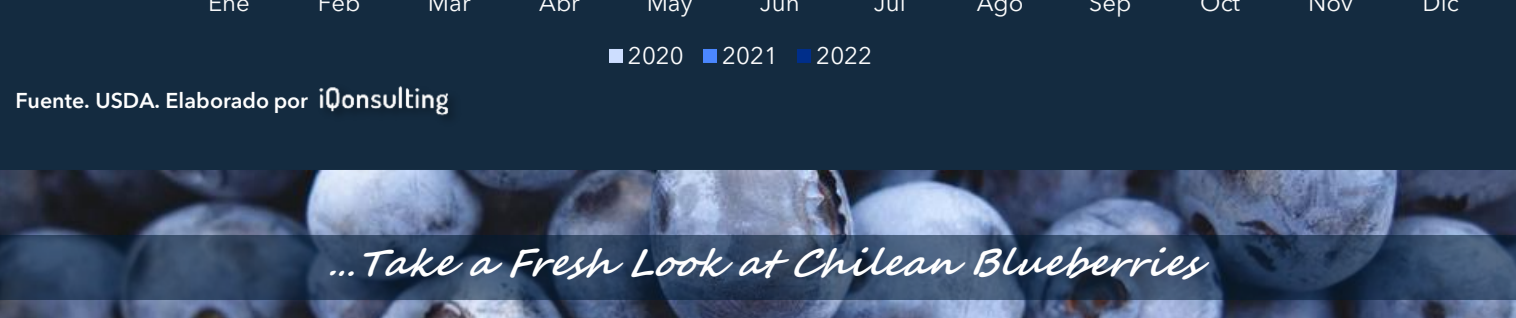 Ene Feb Mar Abr May Jun Jul Ago Sep Oct Nov Dic
2020 2021 2022
Fuente. USDA. Elaborado por iQonsulting
...Take a Fresh Look at Chilean Blueberries